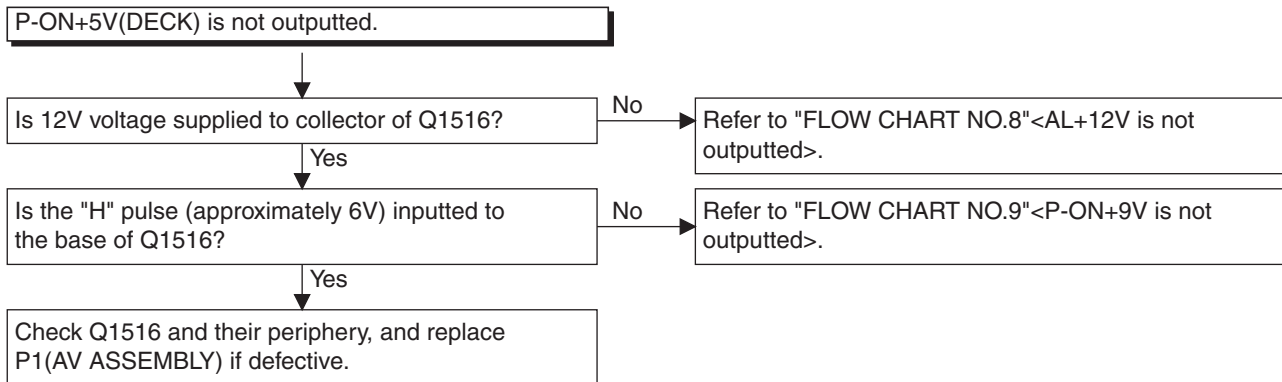 P-ON+5V(DECK) is not outputted.
Is 12V voltage supplied to collector of Q1516?
No
Refer to "FLOW CHART NO.8"<AL+12V is not
outputted>.
Yes
Is the "H" pulse (approximately 6V) inputted to
the base of Q1516?
No
Refer to "FLOW CHART NO.9"<P-ON+9V is not
outputted>.
Yes
Check Q1516 and their periphery, and replace
P1(AV ASSEMBLY) if defective.